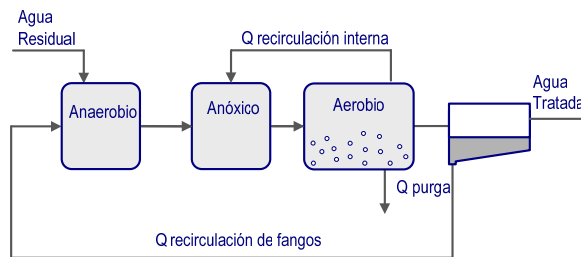 Agua
Residual
Q recirculación interna
Anaerobio
Anóxico
Aerobio
Agua
Tratada
Q purga
Q recirculación de fangos